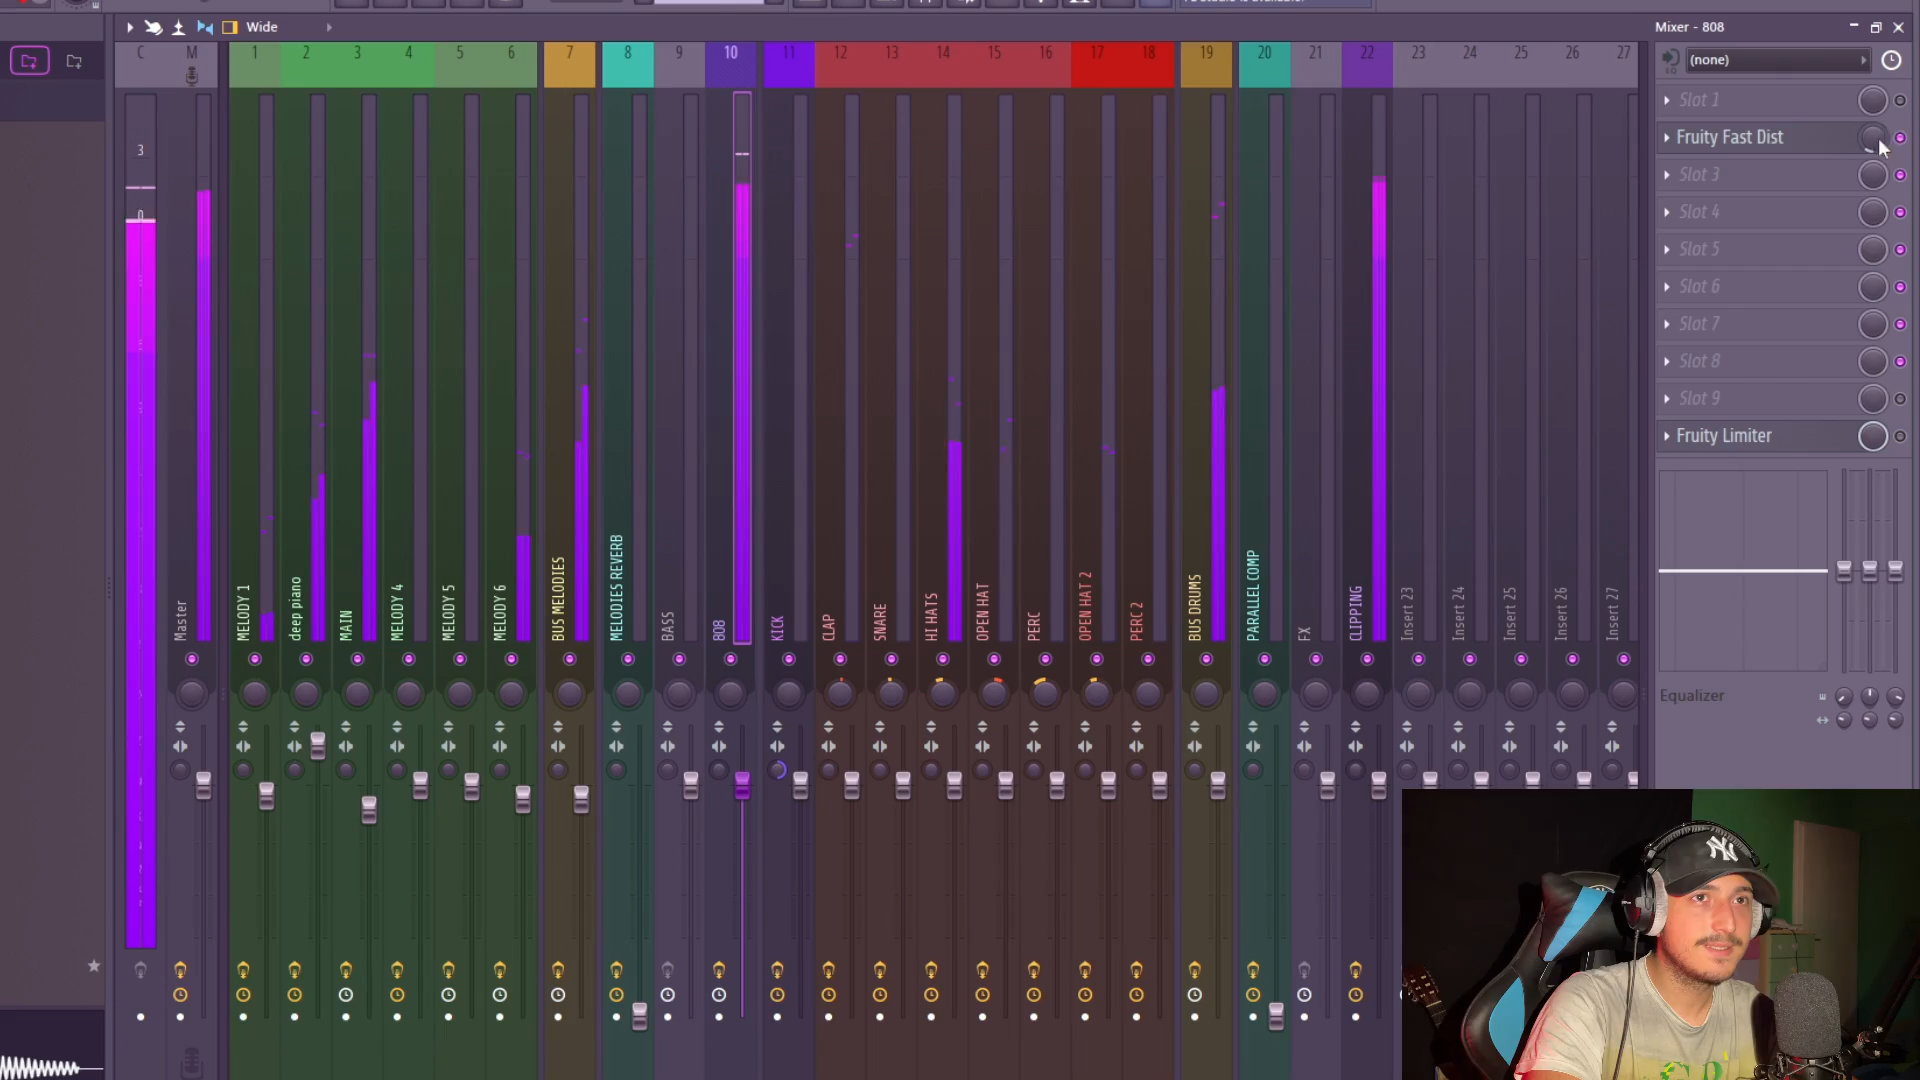 Wide
Mixer - 808
C
M
1
2
3
4
5
6
7
8
9
10
11
12
13
14
15
16
17
18
19
20
21
22
23
24
25
26
27
(none)
Slot 1
Fruity Fast Dist
Slot 3
Slot 4
Slot 5
Slot 6
Slot 7
Slot 8
Slot 9
Fruity Limiter
3
0
Master
MELODY 1
deep piano
MAIN
MELODY 4
MELODY 5
MELODY 6
BUS MELODIES
MELODIES REVERB
BASS
808
KICK
CLAP
SNARE
HI HATS
OPEN HAT
PERC
OPEN HAT 2
PERC 2
BUS DRUMS
PARALLEL COMP
FX
CLIPPING
Insert 23
Insert 24
Insert 25
Insert 26
Insert 27
Equalizer